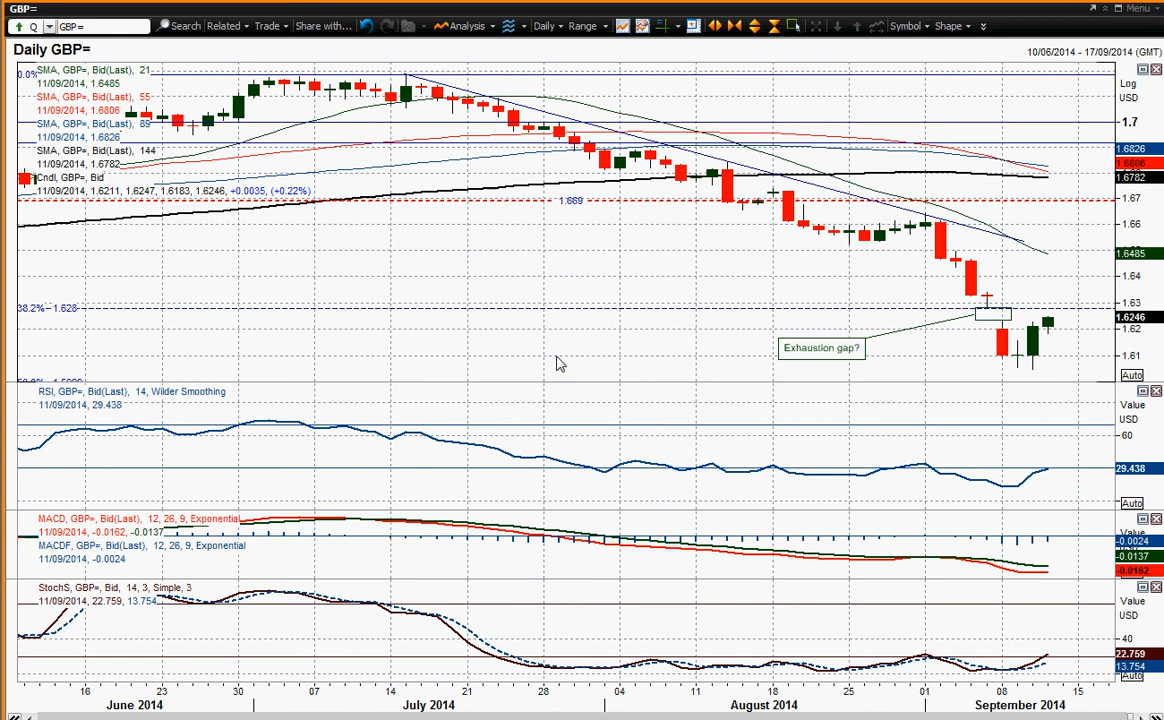 GBP=
Menu
Q GBP= Search Related Trade Share with... Analysis Daily Range Symbol Shape
Daily GBP=
10/06/2014 - 17/09/2014 (GMT)
0.0%
SMA, GBP=, Bid(Last), 21
11/09/2014, 1.6485
SMA, GBP=, Bid(Last), 55
11/09/2014, 1.6806
SMA, GBP=, Bid(Last), 89
11/09/2014, 1.6826
SMA, GBP=, Bid(Last), 144
11/09/2014, 1.6782
Cndl, GBP=, Bid
11/09/2014, 1.6211, 1.6247, 1.6183, 1.6246, +0.0035, (+0.22%)
Log
USD
1.7
1.6826
1.6806
1.6782
1.67
1.669
1.66
1.6485
1.64
1.63
38.2%
1.628
1.6246
1.62
Exhaustion gap?
1.61
Auto
RSI, GBP=, Bid(Last), 14, Wilder Smoothing
11/09/2014, 29.438
Value
USD
60
29.438
Auto
MACD, GBP=, Bid(Last), 12, 26, 9, Exponential
11/09/2014, -0.0162, -0.0137
MACDF, GBP=, Bid(Last), 12, 26, 9, Exponential
11/09/2014, -0.0024
Value
-0.0024
-0.0137
-0.0162
StochS, GBP=, Bid, 14, 3, Simple, 3
11/09/2014, 22.759, 13.754
Value
USD
40
22.759
13.754
Auto
16 23 30 07 14 21 28 04 11 18 25 01 08 15
June 2014 July 2014 August 2014 September 2014